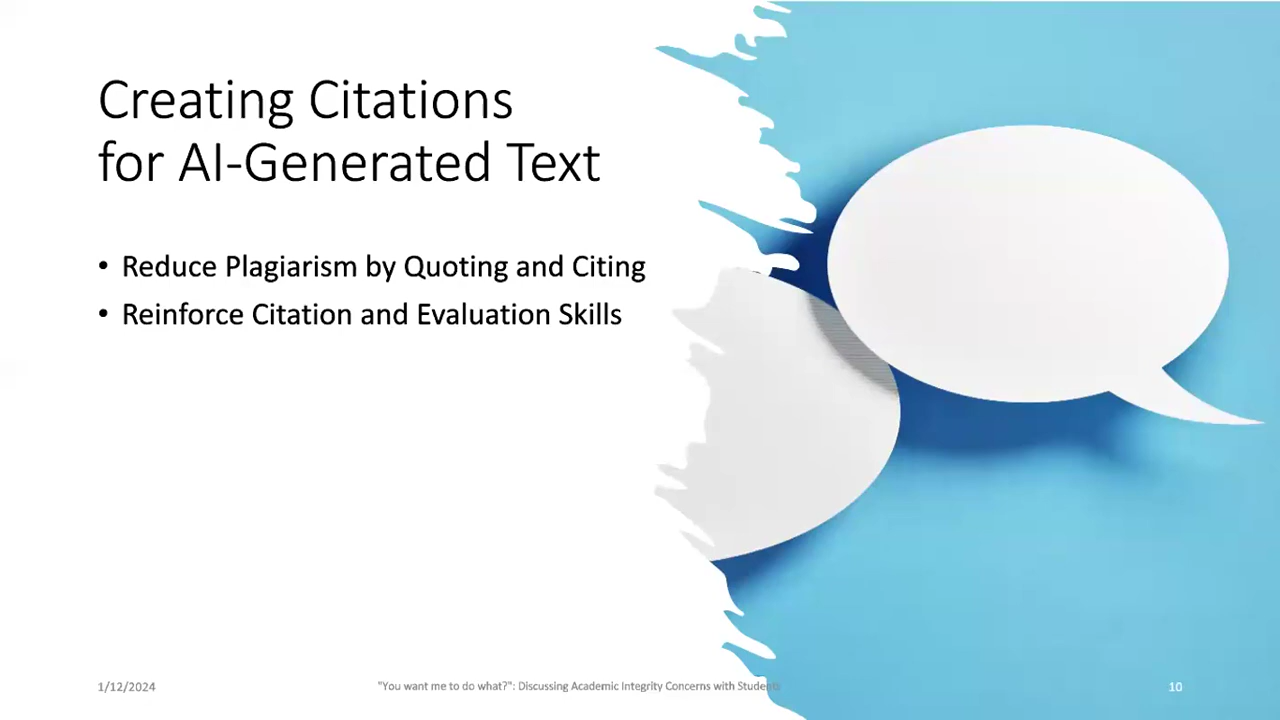 Creating Citations
for AI-Generated Text
• Reduce Plagiarism by Quoting and Citing
• Reinforce Citation and Evaluation Skills
1/12/2024
"You want me to do what?": Discussing Academic Integrity Concerns with Students
10